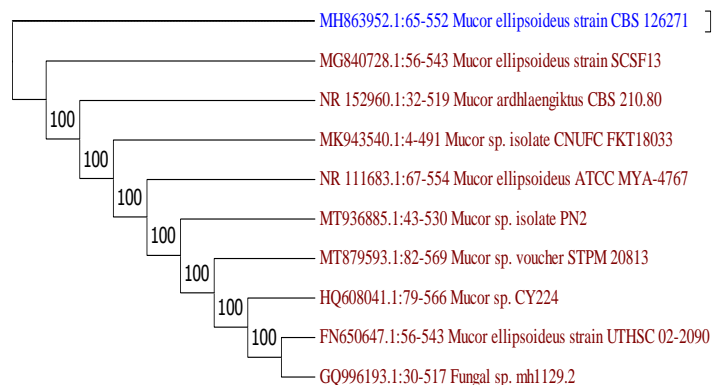 MH863952.1:65-552 Mucor ellipsoideus strain CBS 126271
MG840728.1:56-543 Mucor ellipsoideus strain SCSF13
100
NR 152960.1:32-519 Mucor ardhlaengiktus CBS 210.80
100
MK943540.1:4-491 Mucor sp. isolate CNUFC FKT18033
100
NR 111683.1:67-554 Mucor ellipsoideus ATCC MYA-4767
100
MT936885.1:43-530 Mucor sp. isolate PN2
100
MT879593.1:82-569 Mucor sp. voucher STPM 20813
100
HQ608041.1:79-566 Mucor sp. CY224
100
FN650647.1:56-543 Mucor ellipsoideus strain UTHSC 02-2090
100
GQ996193.1:30-517 Fungal sp. mh1129.2